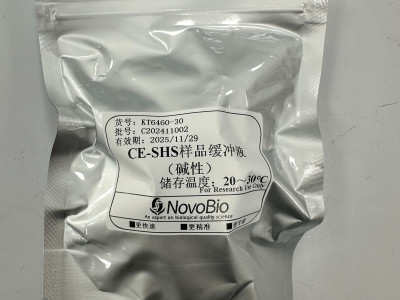 货号: KT6460-30
批号: C202411002
有效期: 2025/11/29
CE-SHS样品缓冲液
（碱性）
储存温度: 20～30℃
For Research Use Only
NovoBio
An expert on biological quality science
■更快速 ■更精准